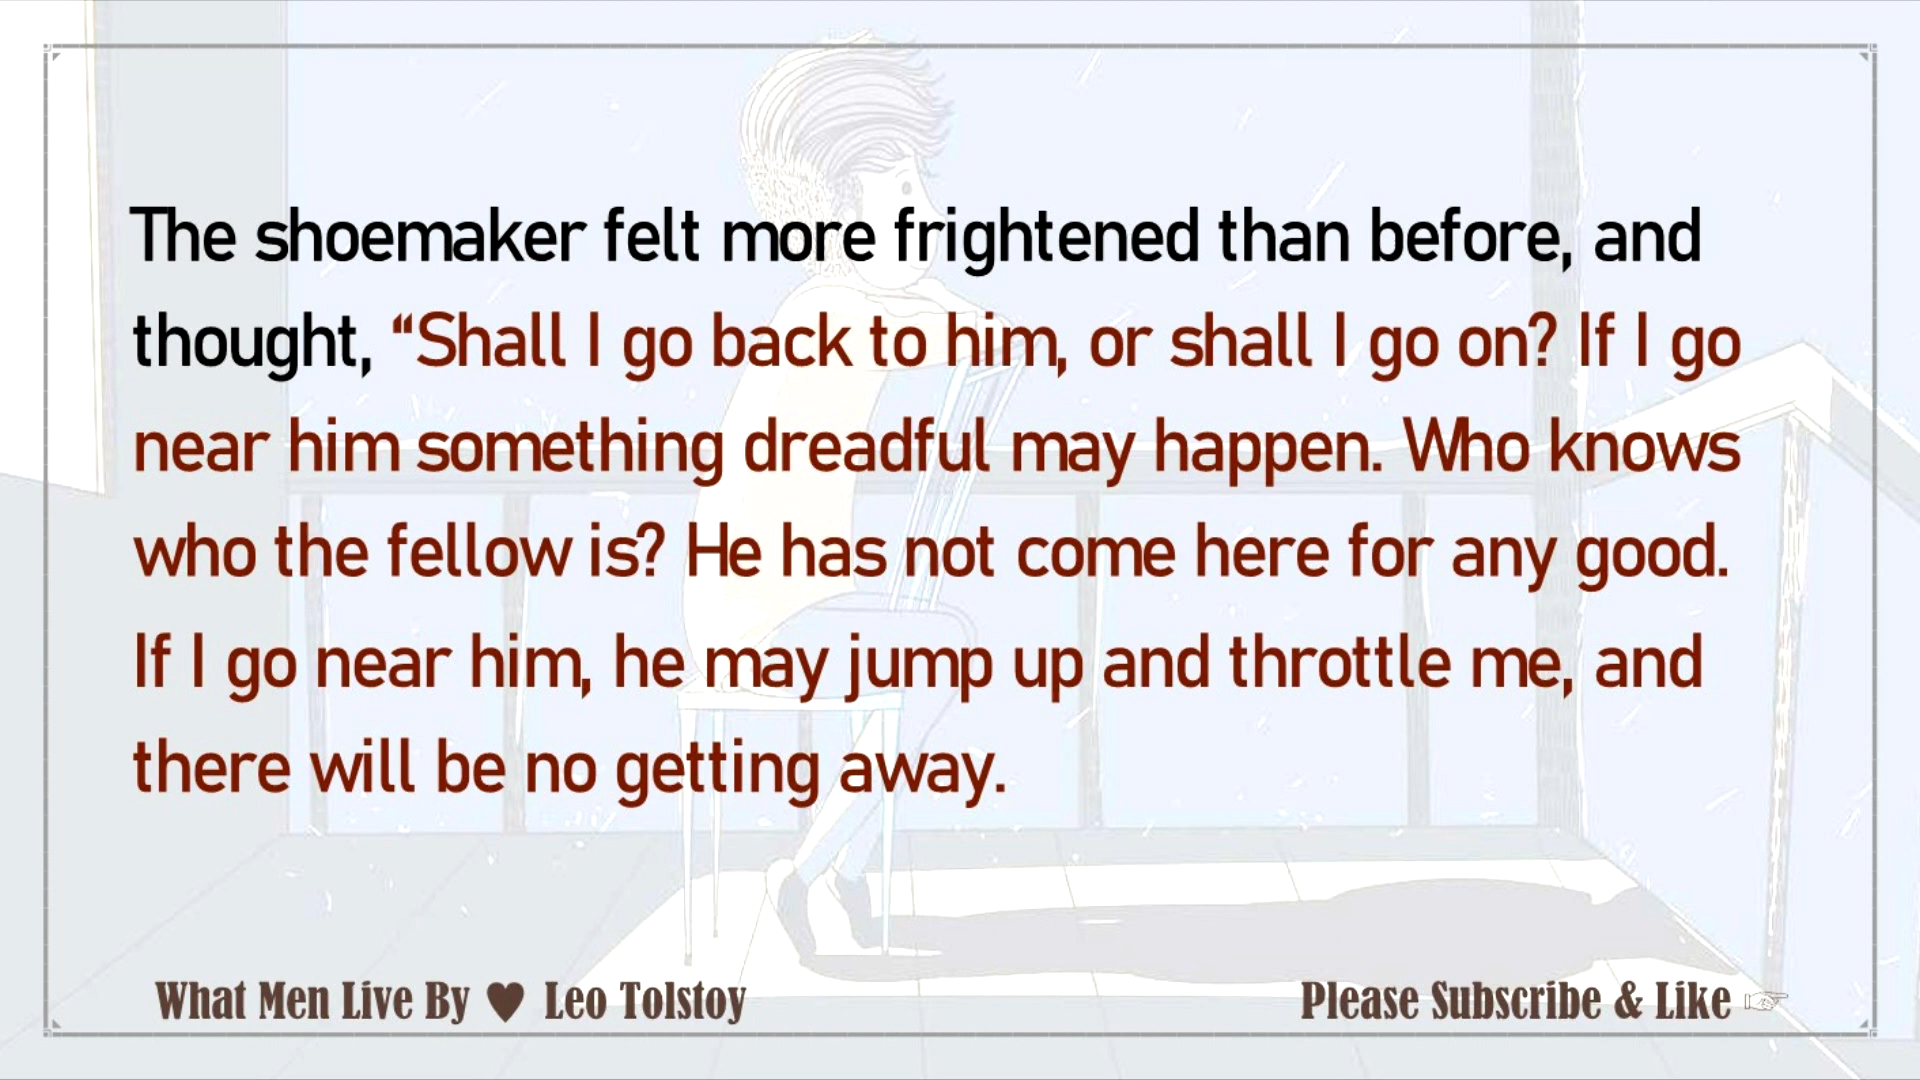 The shoemaker felt more frightened than before, and
thought, “Shall I go back to him, or shall I go on? If I go
near him something dreadful may happen. Who knows
who the fellow is? He has not come here for any good.
If I go near him, he may jump up and throttle me, and
there will be no getting away.
What Men Live By ♥ Leo Tolstoy
Please Subscribe & Like ☞